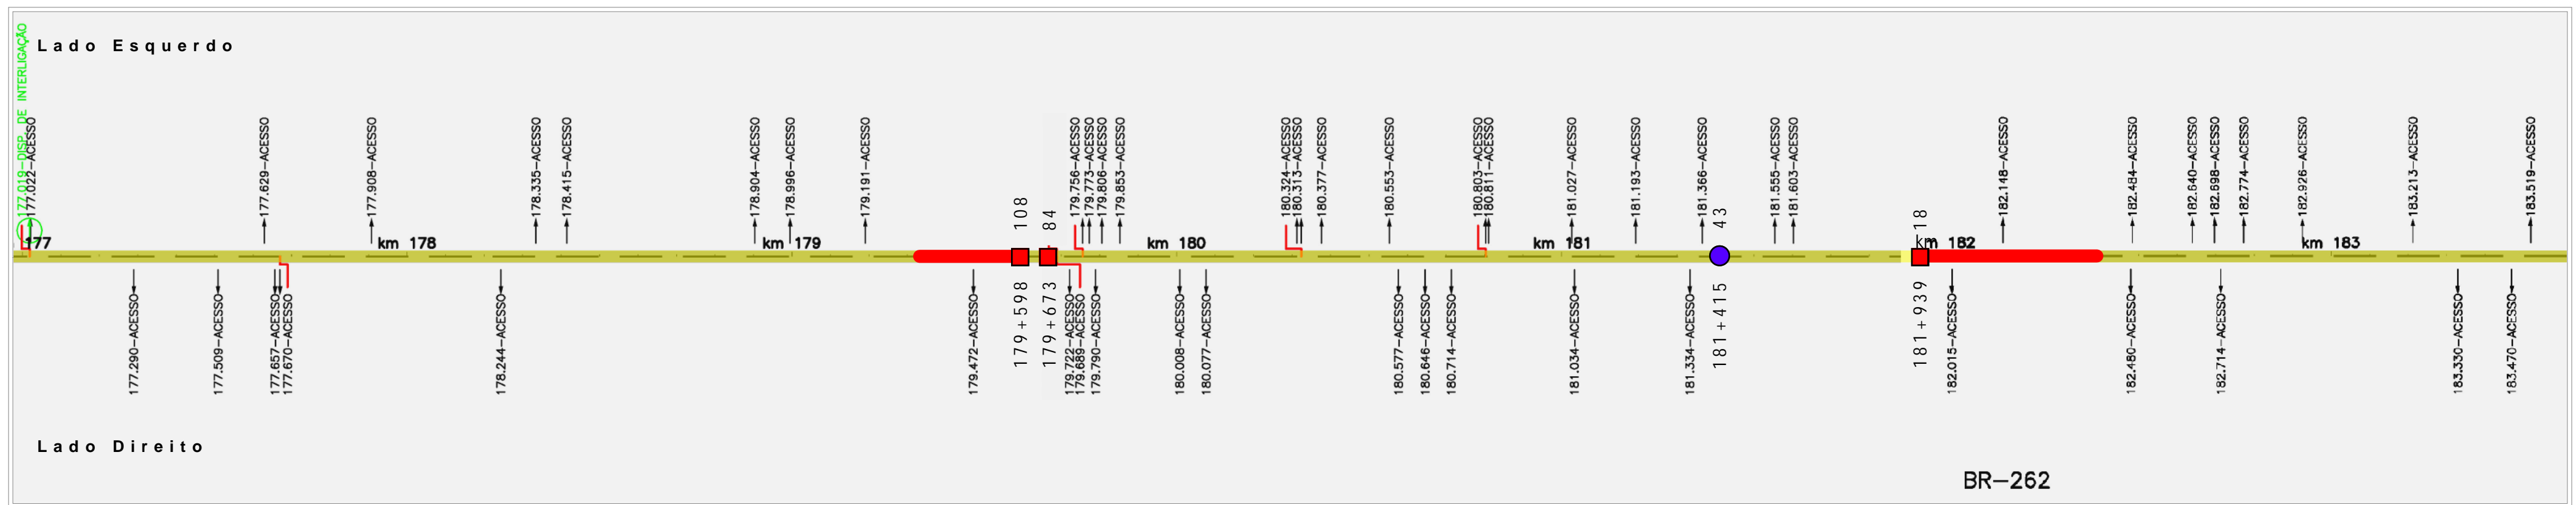 Lado Esquerdo
177.019-DISP. DE INTERLIGAÇÃO
177.022-ACESSO
177.629-ACESSO
177.908-ACESSO
178.335-ACESSO
178.415-ACESSO
178.904-ACESSO
178.996-ACESSO
179.191-ACESSO
108
84
179.756-ACESSO
179.773-ACESSO
179.806-ACESSO
179.853-ACESSO
180.324-ACESSO
180.313-ACESSO
180.377-ACESSO
180.553-ACESSO
180.803-ACESSO
180.811-ACESSO
181.027-ACESSO
181.193-ACESSO
181.366-ACESSO
43
181.555-ACESSO
181.603-ACESSO
18
182.148-ACESSO
182.484-ACESSO
182.640-ACESSO
182.698-ACESSO
182.774-ACESSO
182.926-ACESSO
183.213-ACESSO
183.519-ACESSO
177
km 178
km 179
km 180
km 181
km 182
km 183
177.290-ACESSO
177.509-ACESSO
177.657-ACESSO
177.670-ACESSO
178.244-ACESSO
179.472-ACESSO
179+598
179+673
179.722-ACESSO
179.689-ACESSO
179.790-ACESSO
180.008-ACESSO
180.077-ACESSO
180.577-ACESSO
180.646-ACESSO
180.714-ACESSO
181.034-ACESSO
181.334-ACESSO
181+415
181+939
182.015-ACESSO
182.480-ACESSO
182.714-ACESSO
183.330-ACESSO
183.470-ACESSO
Lado Direito
BR-262